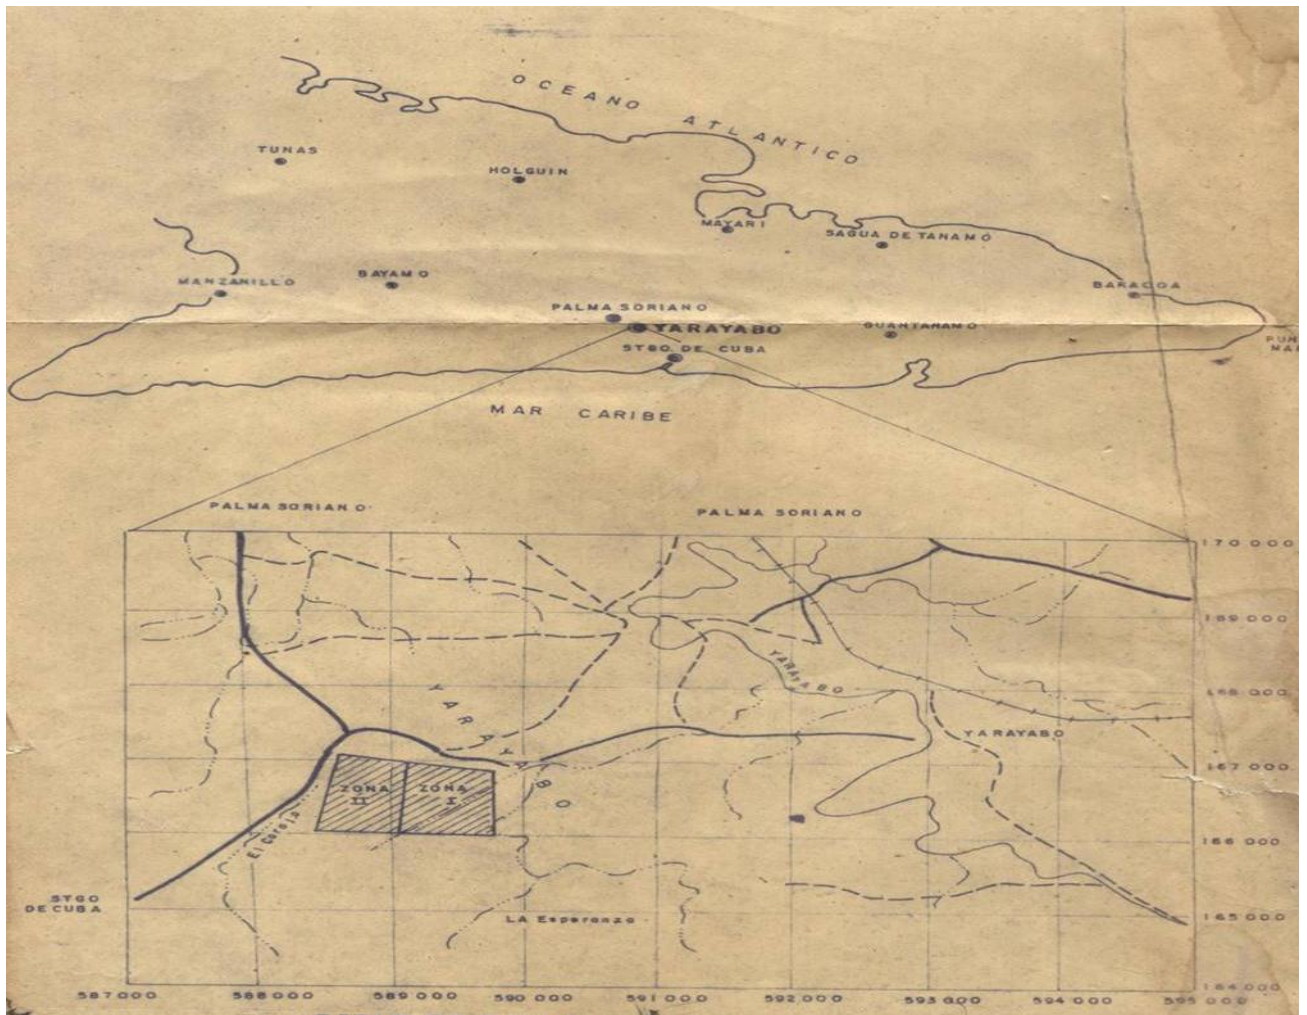 OCEANO ATLANTICO
TUNAS
HOLGUIN
MAYARI
SAGUA DE TANAMO
MANZANILLO
BAYAMO
BARACOA
PALMA SORIANO
YARAYABO
GUANTANAMO
STGO DE CUBA
MAR CARIBE
PALMA SORIANO
PALMA SORIANO
170 000
169 000
YARAYABO
168 000
YARAYABO
YARAYABO
167 000
ZONA
II
ZONA
I
El Coroja
166 000
STGO
DE CUBA
LA Esperanza
165 000
164 000
587 000
588 000
589 000
590 000
591 000
592 000
593 000
594 000
595 000